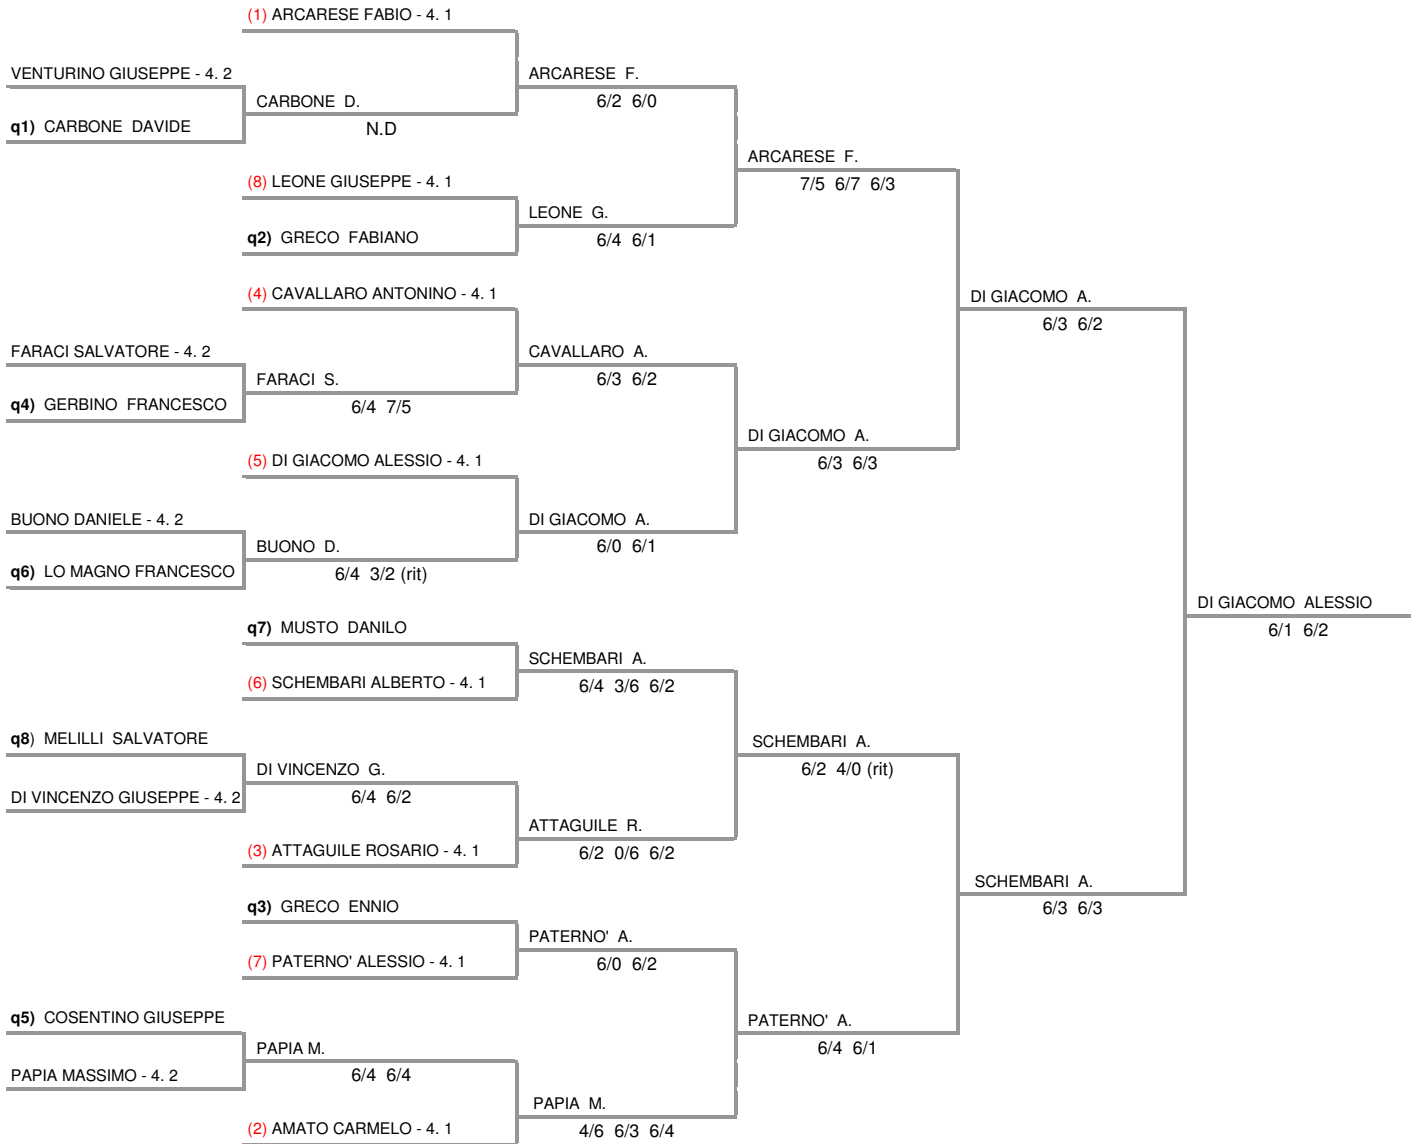 (1) ARCARESE FABIO - 4. 1
VENTURINO GIUSEPPE - 4. 2
ARCARESE F.
CARBONE D.
6/2 6/0
q1) CARBONE DAVIDE
N.D
ARCARESE F.
(8) LEONE GIUSEPPE - 4. 1
7/5 6/7 6/3
LEONE G.
q2) GRECO FABIANO
6/4 6/1
(4) CAVALLARO ANTONINO - 4. 1
DI GIACOMO A.
6/3 6/2
FARACI SALVATORE - 4. 2
CAVALLARO A.
FARACI S.
6/3 6/2
q4) GERBINO FRANCESCO
6/4 7/5
DI GIACOMO A.
(5) DI GIACOMO ALESSIO - 4. 1
6/3 6/3
BUONO DANIELE - 4. 2
DI GIACOMO A.
BUONO D.
6/0 6/1
q6) LO MAGNO FRANCESCO
6/4 3/2 (rit)
DI GIACOMO ALESSIO
6/1 6/2
q7) MUSTO DANILO
SCHEMBARI A.
(6) SCHEMBARI ALBERTO - 4. 1
6/4 3/6 6/2
q8) MELILLI SALVATORE
SCHEMBARI A.
DI VINCENZO G.
6/2 4/0 (rit)
DI VINCENZO GIUSEPPE - 4. 2
6/4 6/2
ATTAGUILE R.
(3) ATTAGUILE ROSARIO - 4. 1
6/2 0/6 6/2
SCHEMBARI A.
q3) GRECO ENNIO
6/3 6/3
PATERNO' A.
(7) PATERNO' ALESSIO - 4. 1
6/0 6/2
q5) COSENTINO GIUSEPPE
PATERNO' A.
PAPIA M.
6/4 6/1
PAPIA MASSIMO - 4. 2
6/4 6/4
PAPIA M.
(2) AMATO CARMELO - 4. 1
4/6 6/3 6/4